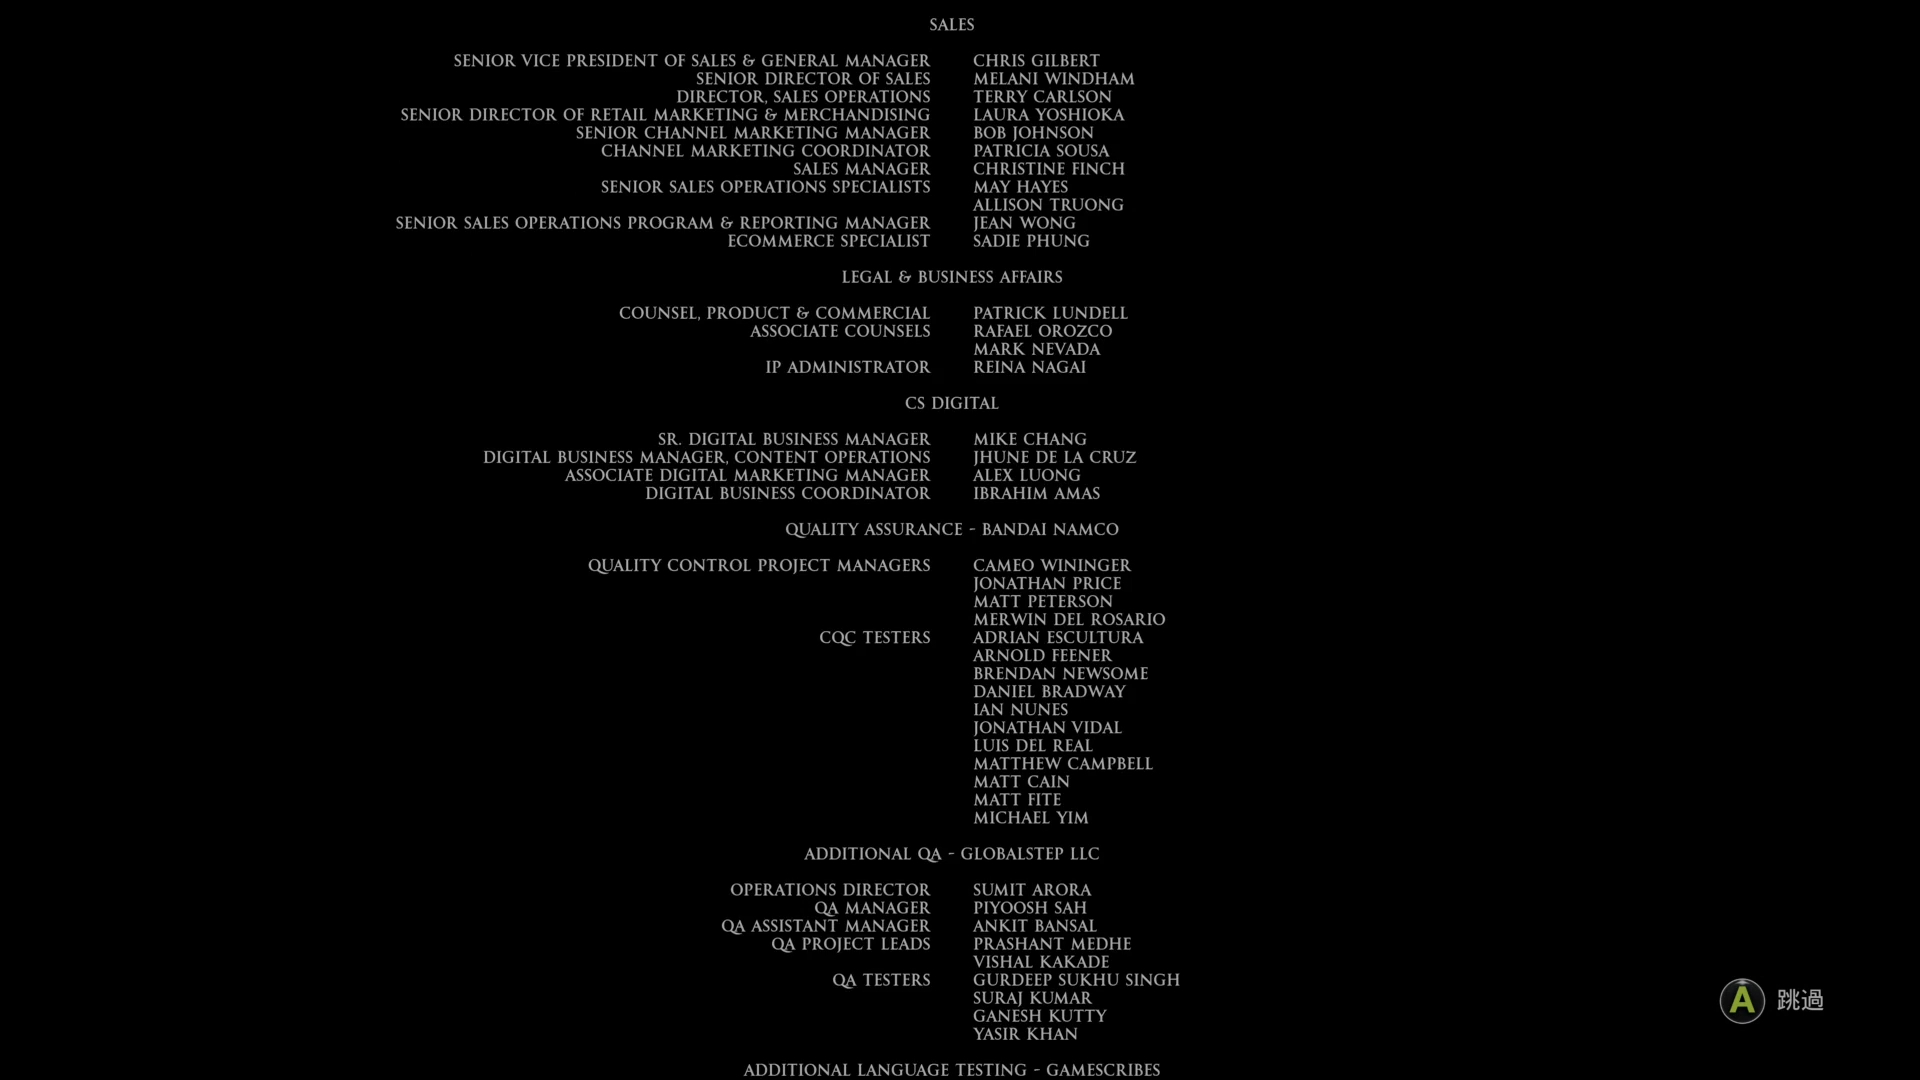 SALES
SENIOR VICE PRESIDENT OF SALES & GENERAL MANAGER CHRIS GILBERT
SENIOR DIRECTOR OF SALES MELANI WINDHAM
DIRECTOR, SALES OPERATIONS TERRY CARLSON
SENIOR DIRECTOR OF RETAIL MARKETING & MERCHANDISING LAURA YOSHIOKA
SENIOR CHANNEL MARKETING MANAGER BOB JOHNSON
CHANNEL MARKETING COORDINATOR PATRICIA SOUSA
SALES MANAGER CHRISTINE FINCH
SENIOR SALES OPERATIONS SPECIALISTS MAY HAYES
ALLISON TRUONG
SENIOR SALES OPERATIONS PROGRAM & REPORTING MANAGER JEAN WONG
ECOMMERCE SPECIALIST SADIE PHUNG
LEGAL & BUSINESS AFFAIRS
COUNSEL, PRODUCT & COMMERCIAL PATRICK LUNDELL
ASSOCIATE COUNSELS RAFAEL OROZCO
MARK NEVADA
IP ADMINISTRATOR REINA NAGAI
CS DIGITAL
SR. DIGITAL BUSINESS MANAGER MIKE CHANG
DIGITAL BUSINESS MANAGER, CONTENT OPERATIONS JHUNE DE LA CRUZ
ASSOCIATE DIGITAL MARKETING MANAGER ALEX LUONG
DIGITAL BUSINESS COORDINATOR IBRAHIM AMAS
QUALITY ASSURANCE - BANDAI NAMCO
QUALITY CONTROL PROJECT MANAGERS CAMEO WININGER
JONATHAN PRICE
MATT PETERSON
MERWIN DEL ROSARIO
CQC TESTERS ADRIAN ESCULTURA
ARNOLD FEENER
BRENDAN NEWSOME
DANIEL BRADWAY
IAN NUNES
JONATHAN VIDAL
LUIS DEL REAL
MATTHEW CAMPBELL
MATT CAIN
MATT FITE
MICHAEL YIM
ADDITIONAL QA - GLOBALSTEP LLC
OPERATIONS DIRECTOR SUMIT ARORA
QA MANAGER PIYOOSH SAH
QA ASSISTANT MANAGER ANKIT BANSAL
QA PROJECT LEADS PRASHANT MEDHE
VISHAL KAKADE
QA TESTERS GURDEEP SUKHU SINGH
SURAJ KUMAR
GANESH KUTTY
YASIR KHAN
ADDITIONAL LANGUAGE TESTING - GAMESCRIBES
A 跳過